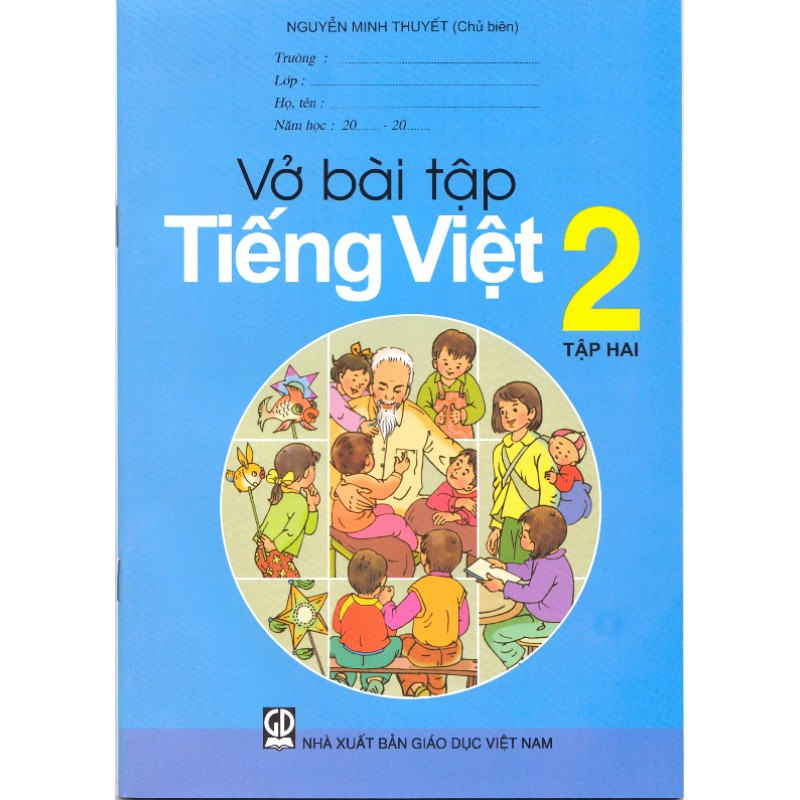 NGUYỄN MINH THUYẾT (Chủ biên)
Trường : ................
Lớp : ................
Họ, tên : ................
Năm học : 20........ - 20.......
Vở bài tập
Tiếng Việt 2
TẬP HAI
GD
NHÀ XUẤT BẢN GIÁO DỤC VIỆT NAM